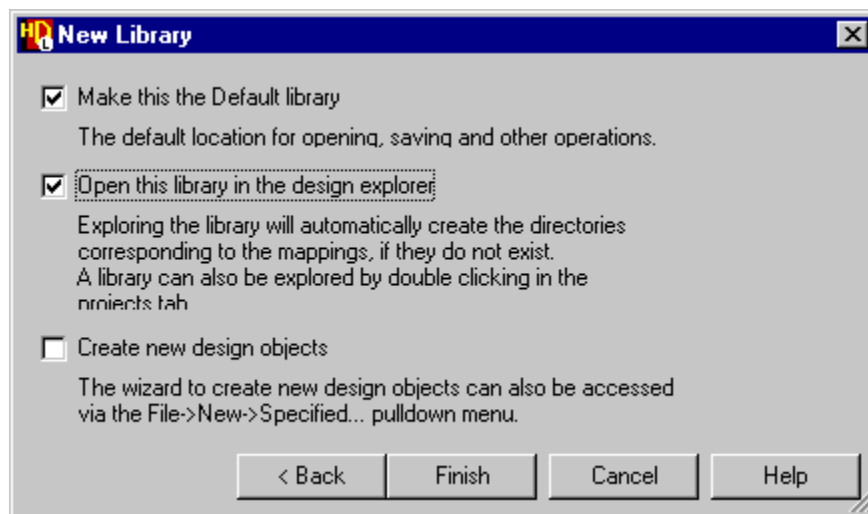 HDL New Library
Make this the Default library
The default location for opening, saving and other operations.
Open this library in the design explorer
Exploring the library will automatically create the directories
corresponding to the mappings, if they do not exist.
A library can also be explored by double clicking in the
projects tab
Create new design objects
The wizard to create new design objects can also be accessed
via the File->New->Specified... pulldown menu.
< Back Finish Cancel Help